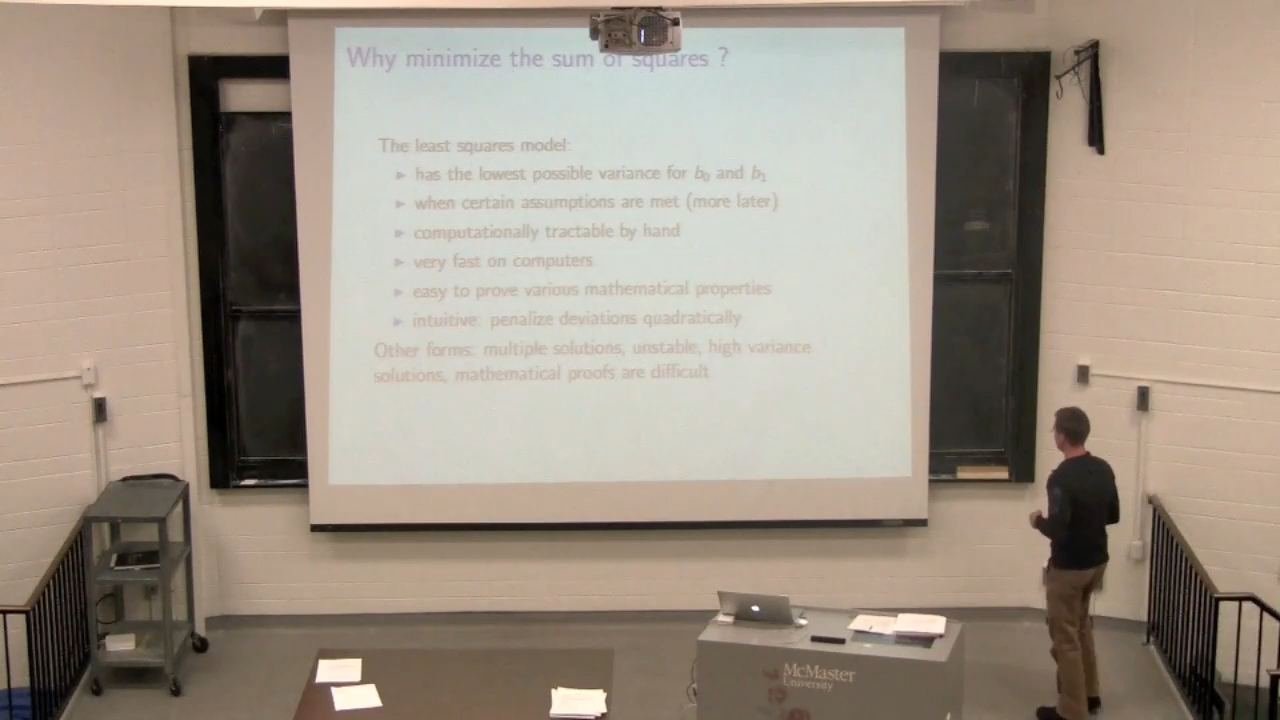 Why minimize the sum of squares ?
The least squares model:
▸ has the lowest possible variance for b₀ and b₁
▸ when certain assumptions are met (more later)
▸ computationally tractable by hand
▸ very fast on computers
▸ easy to prove various mathematical properties
▸ intuitive: penalize deviations quadratically
Other forms: multiple solutions, unstable, high variance
solutions, mathematical proofs are difficult
McMaster
University